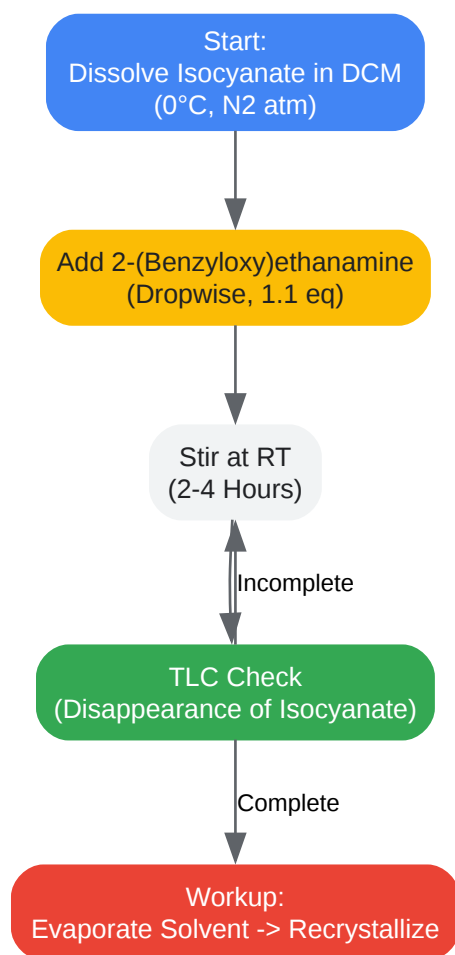 Start:
Dissolve Isocyanate in DCM
(0°C, N2 atm)
Add 2-(Benzyloxy)ethanamine
(Dropwise, 1.1 eq)
Stir at RT
(2-4 Hours)
Incomplete
TLC Check
(Disappearance of Isocyanate)
Complete
Workup:
Evaporate Solvent -> Recrystallize